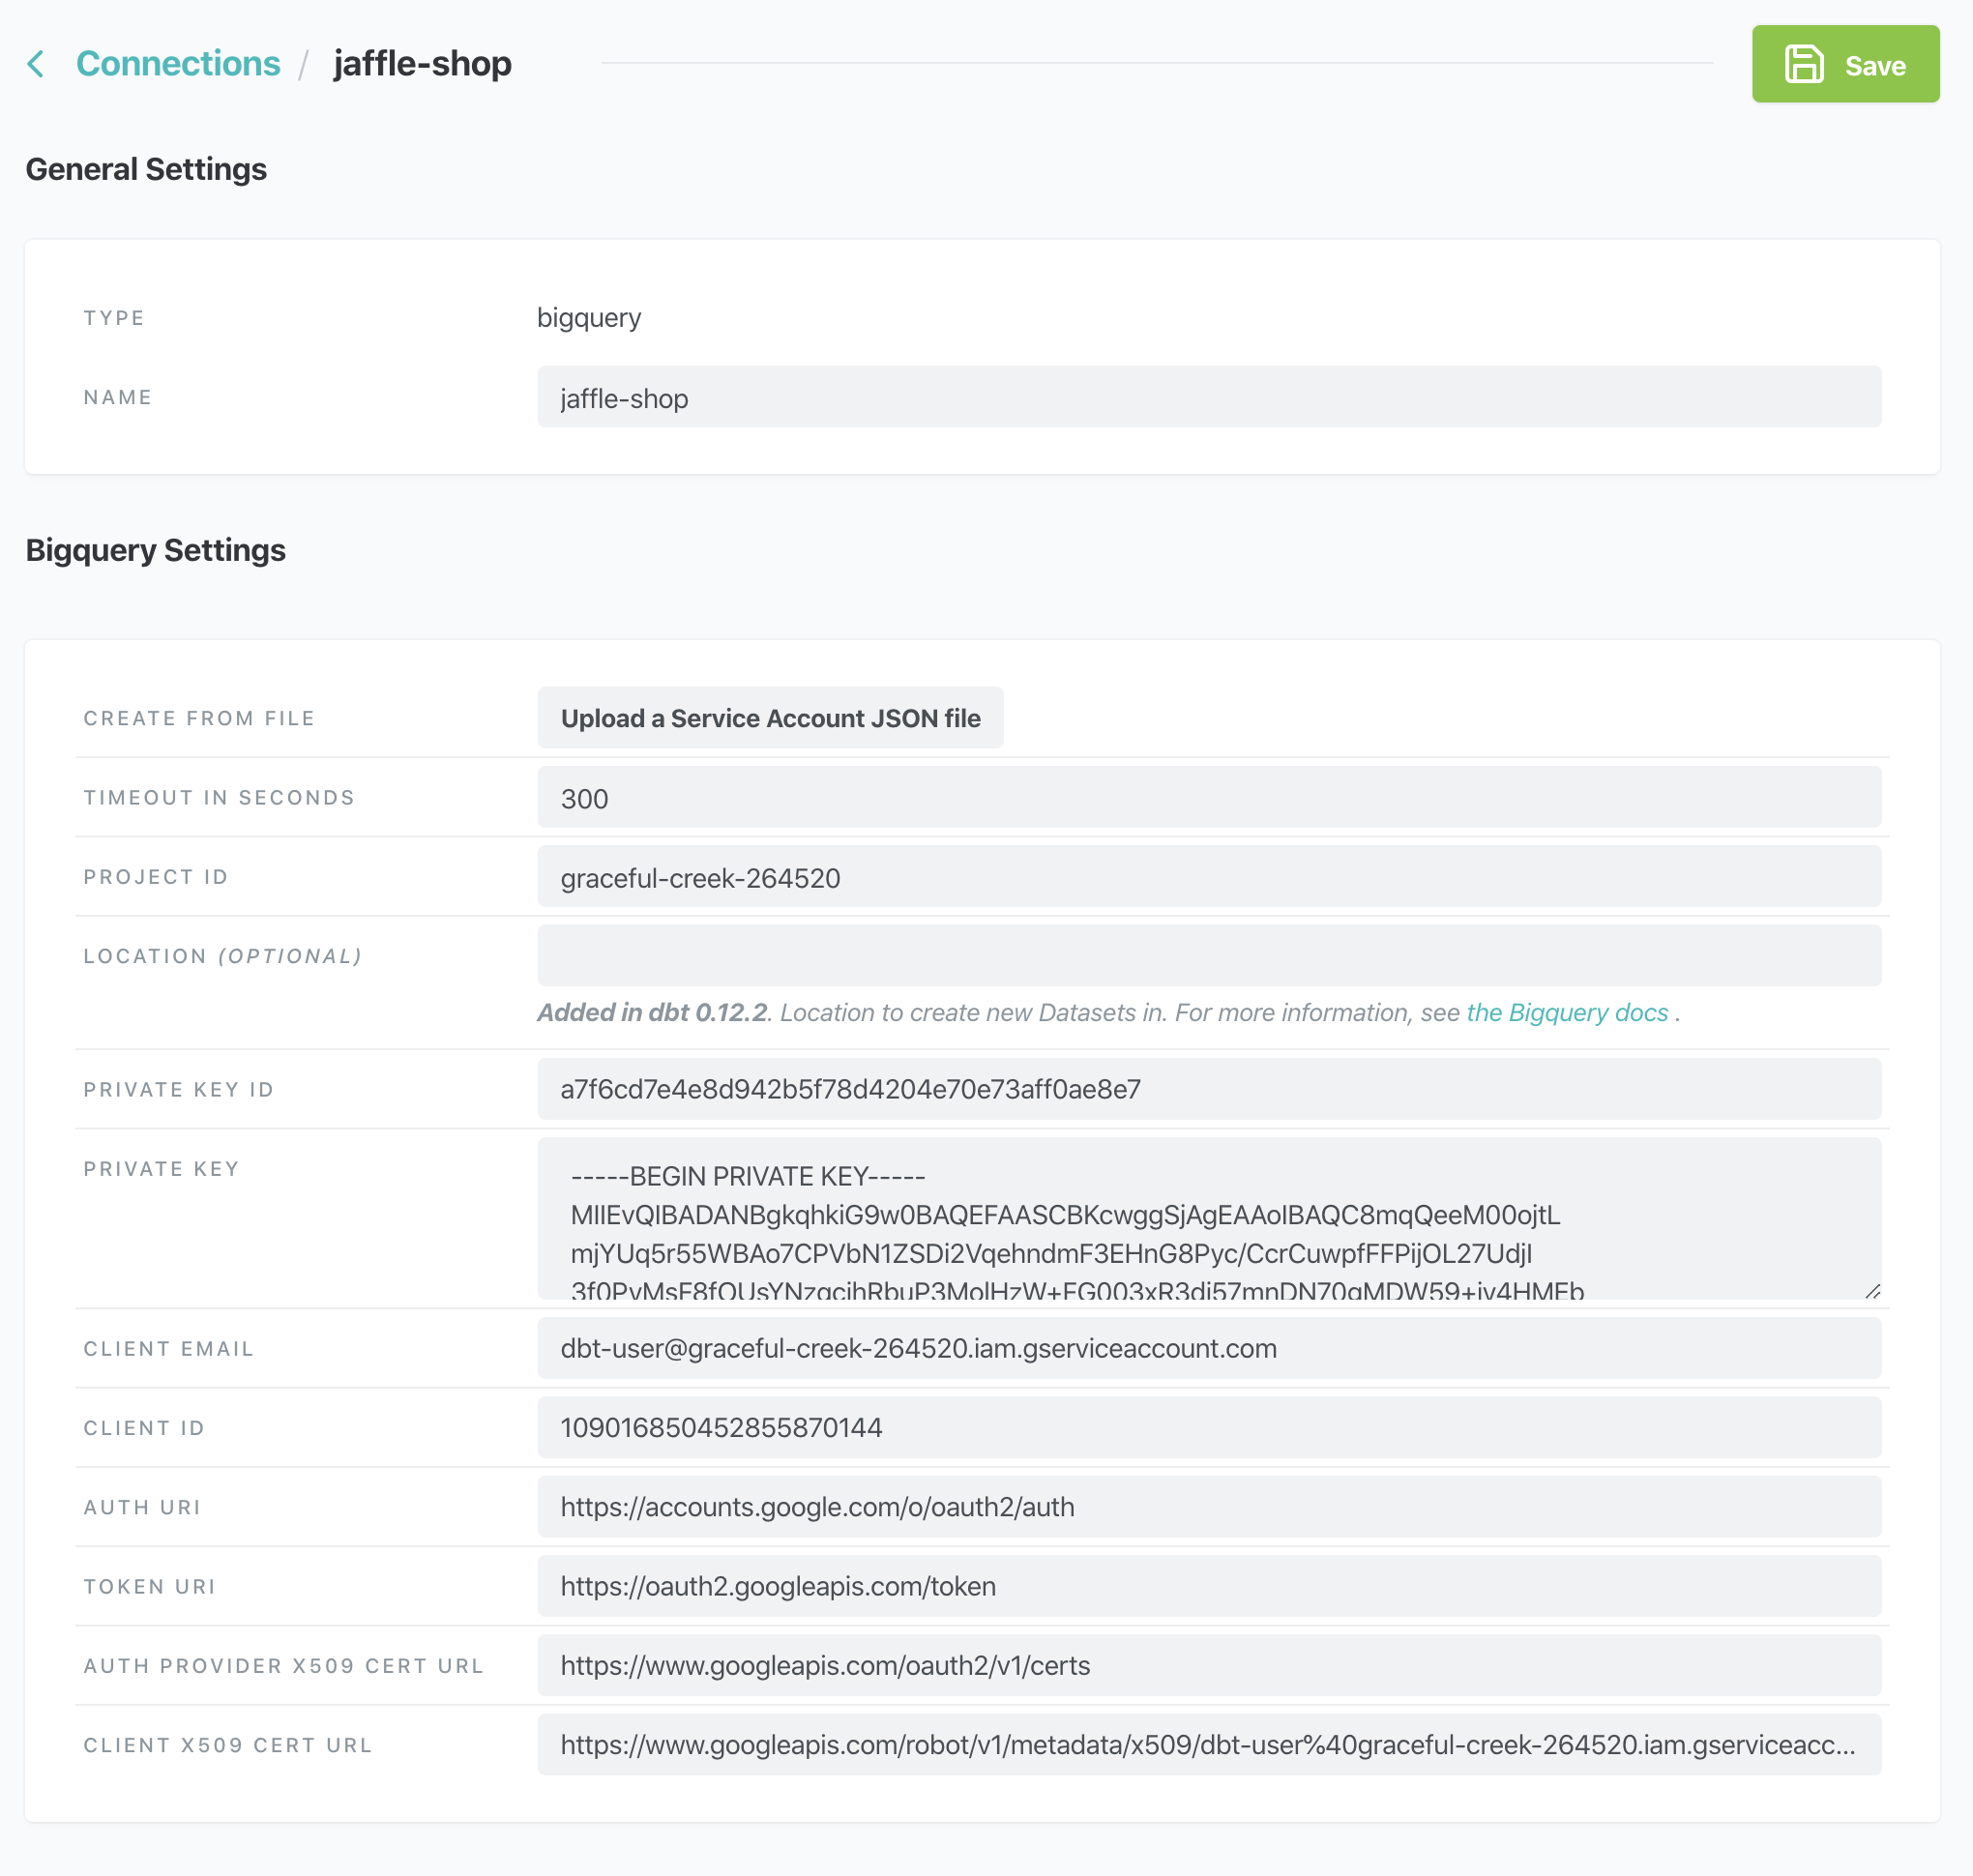 Connections / jaffle-shop
Save
General Settings
TYPE
bigquery
NAME
jaffle-shop
Bigquery Settings
CREATE FROM FILE
Upload a Service Account JSON file
TIMEOUT IN SECONDS
300
PROJECT ID
graceful-creek-264520
LOCATION (OPTIONAL)
Added in dbt 0.12.2. Location to create new Datasets in. For more information, see the Bigquery docs .
PRIVATE KEY ID
a7f6cd7e4e8d942b5f78d4204e70e73aff0ae8e7
PRIVATE KEY
-----BEGIN PRIVATE KEY-----
MIIEvQIBADANBgkqhkiG9w0BAQEFAASCBKcwggSjAgEAAoIBAQC8mqQeeM00ojtL
mjYUq5r55WBAo7CPVbN1ZSDi2VqehndmF3EHnG8Pyc/CcrCuwpfFFPijOL27UdjI
CLIENT EMAIL
dbt-user@graceful-creek-264520.iam.gserviceaccount.com
CLIENT ID
109016850452855870144
AUTH URI
https://accounts.google.com/o/oauth2/auth
TOKEN URI
https://oauth2.googleapis.com/token
AUTH PROVIDER X509 CERT URL
https://www.googleapis.com/oauth2/v1/certs
CLIENT X509 CERT URL
https://www.googleapis.com/robot/v1/metadata/x509/dbt-user%40graceful-creek-264520.iam.gserviceacc...